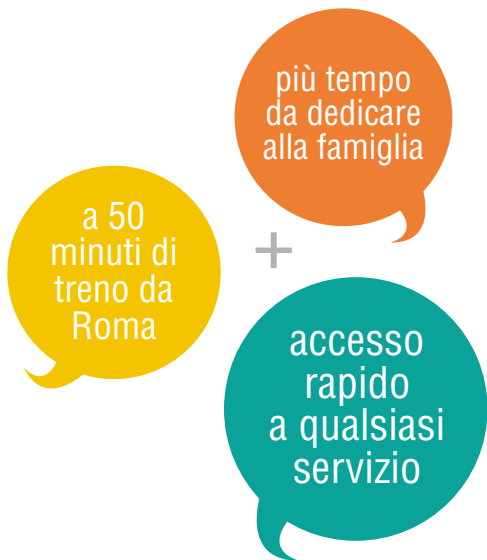 più tempo
da dedicare
alla famiglia
a 50
minuti di
treno da
Roma
+
accesso
rapido
a qualsiasi
servizio